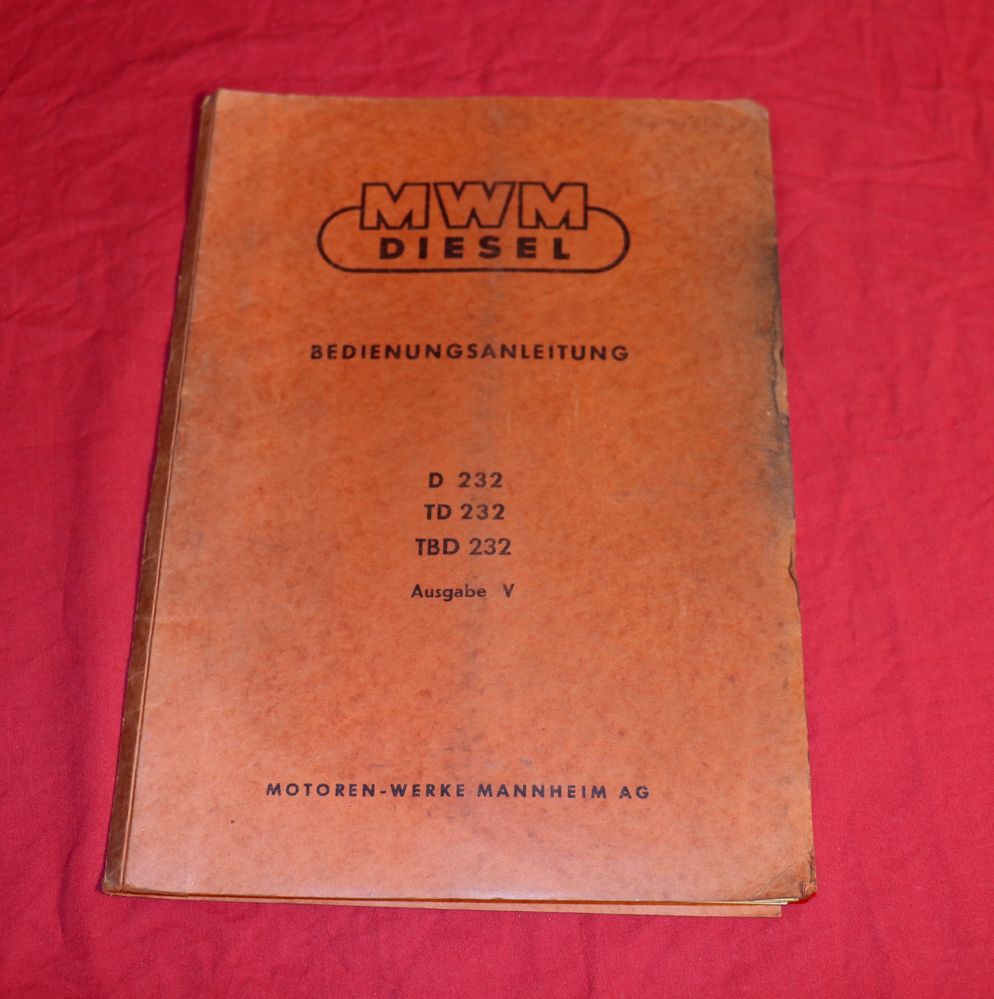 MWM
DIESEL
BEDIENUNGSANLEITUNG
D 232
TD 232
TBD 232
Ausgabe V
MOTOREN-WERKE MANNHEIM AG